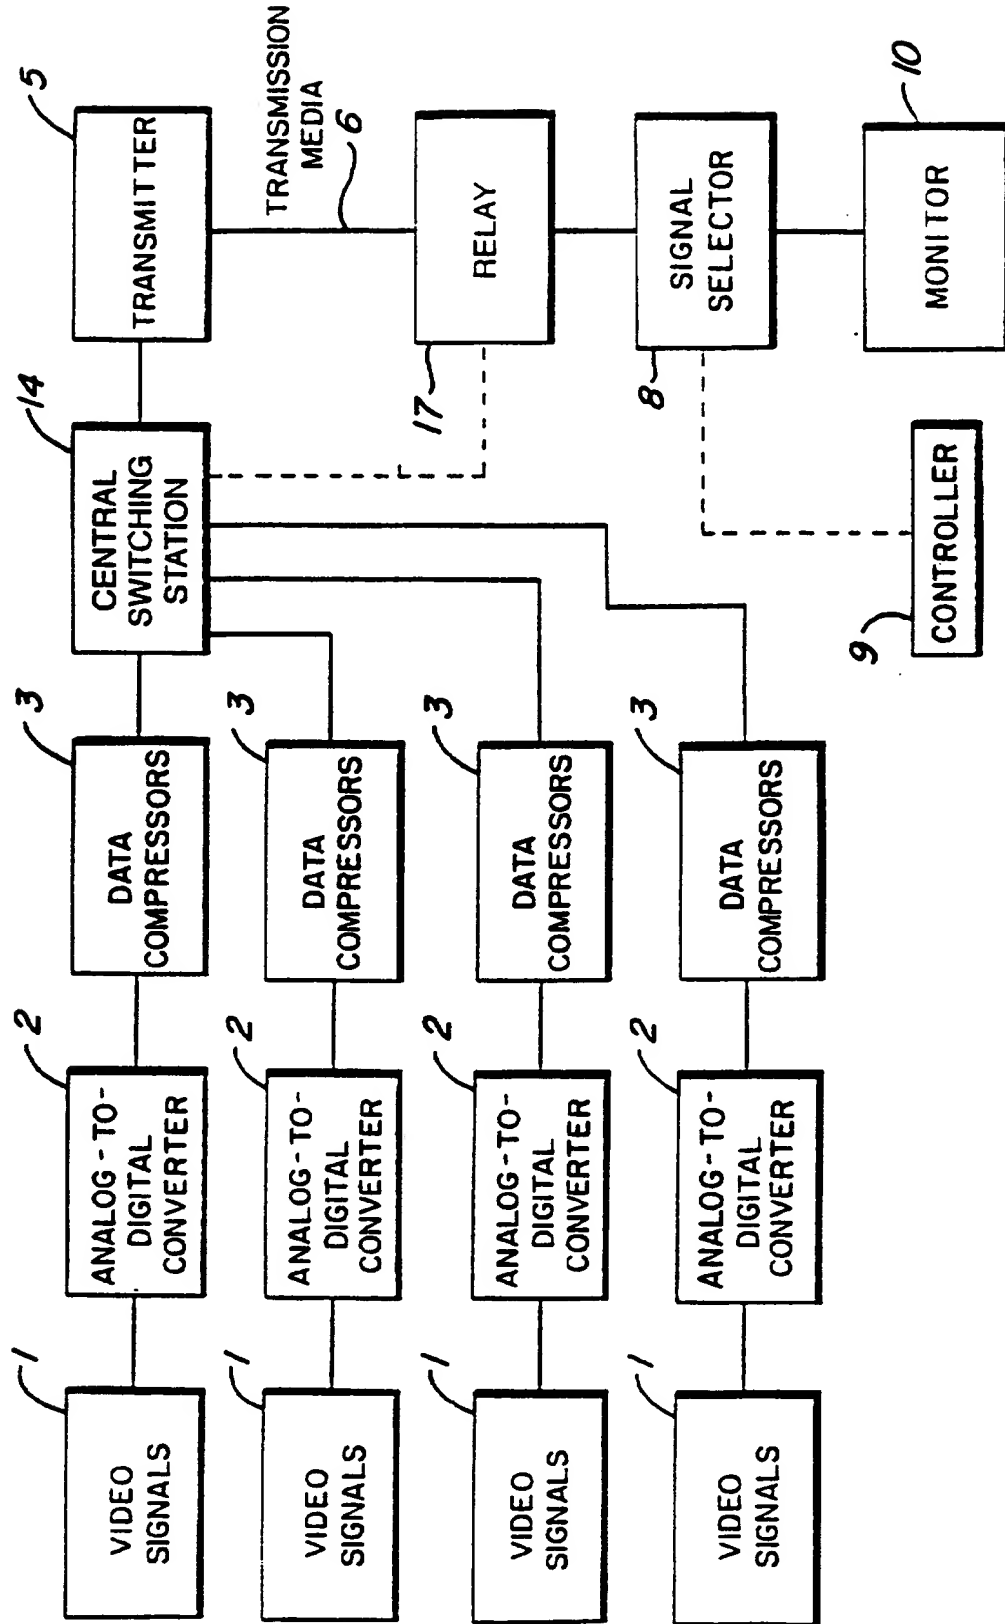 1
VIDEO
SIGNALS
2
ANALOG-TO-
DIGITAL
CONVERTER
3
DATA
COMPRESSORS
14
CENTRAL
SWITCHING
STATION
5
TRANSMITTER
1
VIDEO
SIGNALS
2
ANALOG-TO-
DIGITAL
CONVERTER
3
DATA
COMPRESSORS
TRANSMISSION
MEDIA
6
1
VIDEO
SIGNALS
2
ANALOG-TO-
DIGITAL
CONVERTER
3
DATA
COMPRESSORS
17
RELAY
1
VIDEO
SIGNALS
2
ANALOG-TO-
DIGITAL
CONVERTER
3
DATA
COMPRESSORS
8
SIGNAL
SELECTOR
9
CONTROLLER
10
MONITOR